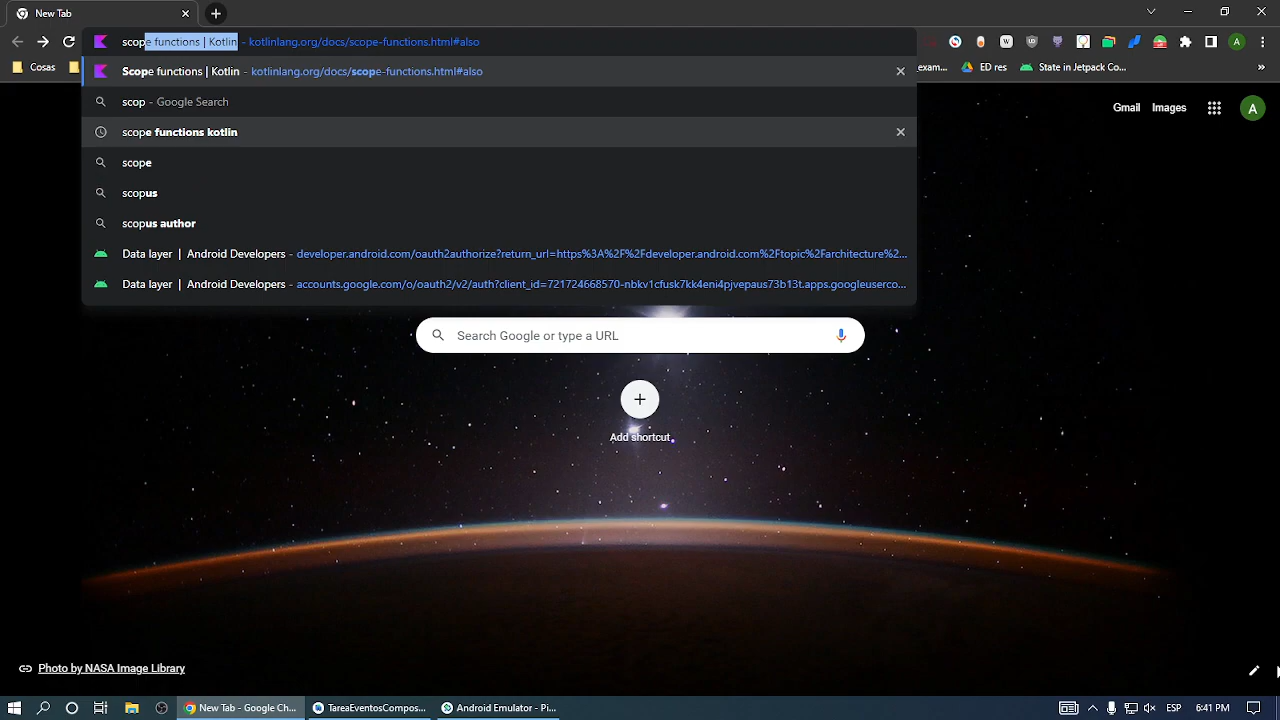 New Tab
scope functions | Kotlin - kotlinlang.org/docs/scope-functions.html#also
Cosas
exam...
ED res
State in Jetpack Co...
»
Scope functions | Kotlin - kotlinlang.org/docs/scope-functions.html#also
scop - Google Search
scope functions kotlin
scope
scopus
scopus author
Data layer | Android Developers - developer.android.com/oauth2authorize?return_url=https%3A%2F%2Fdeveloper.android.com%2Ftopic%2Farchitecture%2...
Data layer | Android Developers - accounts.google.com/o/oauth2/v2/auth?client_id=721724668570-nbkv1cfusk7kk4eni4pjvepaus73b13t.apps.googleuserco...
Gmail
Images
A
Search Google or type a URL
Add shortcut
Photo by NASA Image Library
New Tab - Google Ch...
TareaEventosCompos...
Android Emulator - Pi...
ESP
6:41 PM